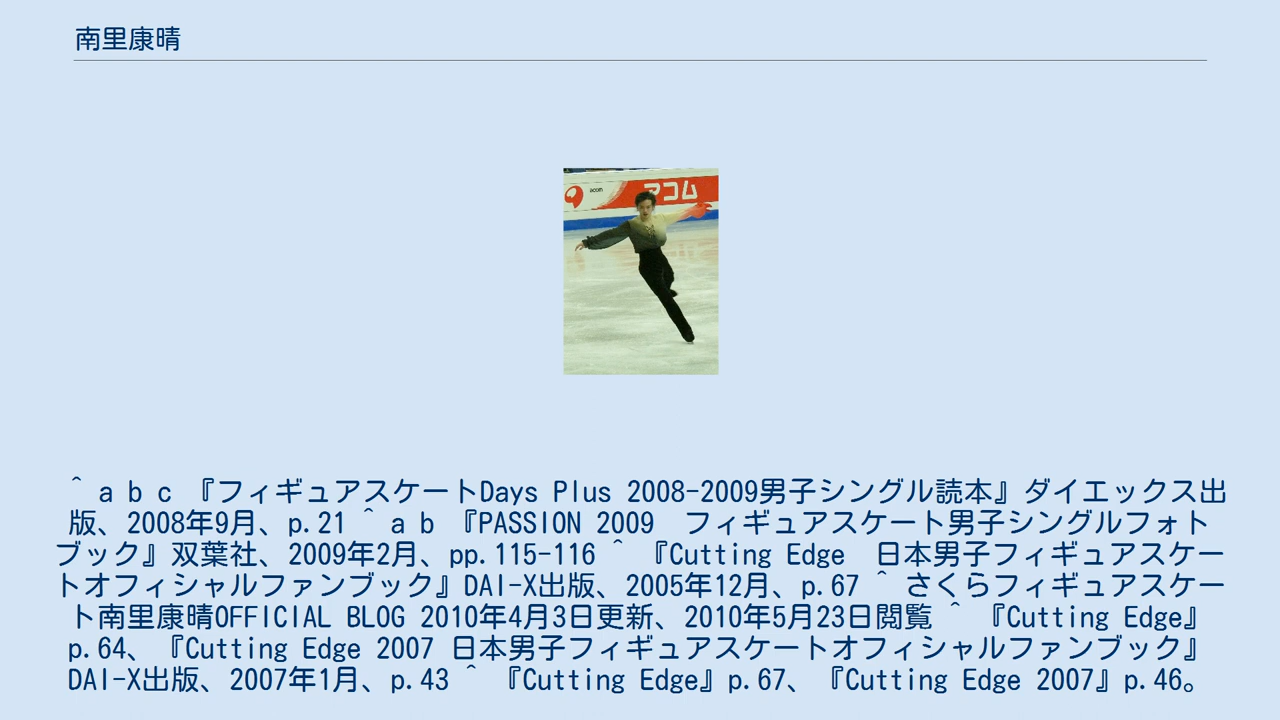 南里康晴
acom
アコム
^ a b c 『フィギュアスケートDays Plus 2008-2009男子シングル読本』ダイエックス出
版、2008年9月、p.21 ^ a b 『PASSION 2009　フィギュアスケート男子シングルフォト
ブック』双葉社、2009年2月、pp.115-116 ^ 『Cutting Edge　日本男子フィギュアスケー
トオフィシャルファンブック』DAI-X出版、2005年12月、p.67 ^ さくらフィギュアスケー
ト南里康晴OFFICIAL BLOG 2010年4月3日更新、2010年5月23日閲覧 ^ 『Cutting Edge』
p.64、『Cutting Edge 2007 日本男子フィギュアスケートオフィシャルファンブック』
DAI-X出版、2007年1月、p.43 ^ 『Cutting Edge』p.67、『Cutting Edge 2007』p.46。